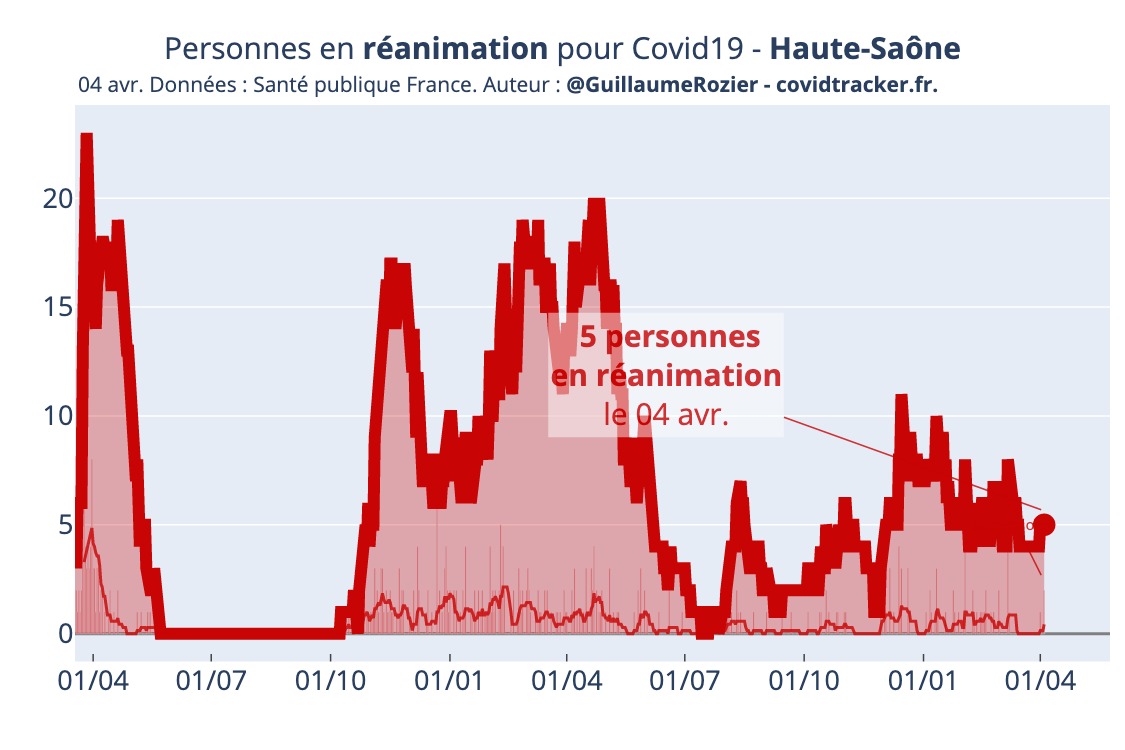 Personnes en réanimation pour Covid19 - Haute-Saône
04 avr. Données : Santé publique France. Auteur : @GuillaumeRozier - covidtracker.fr.
20
15
10
5
0
5 personnes
en réanimation
le 04 avr.
01/04 01/07 01/10 01/01 01/04 01/07 01/10 01/01 01/04